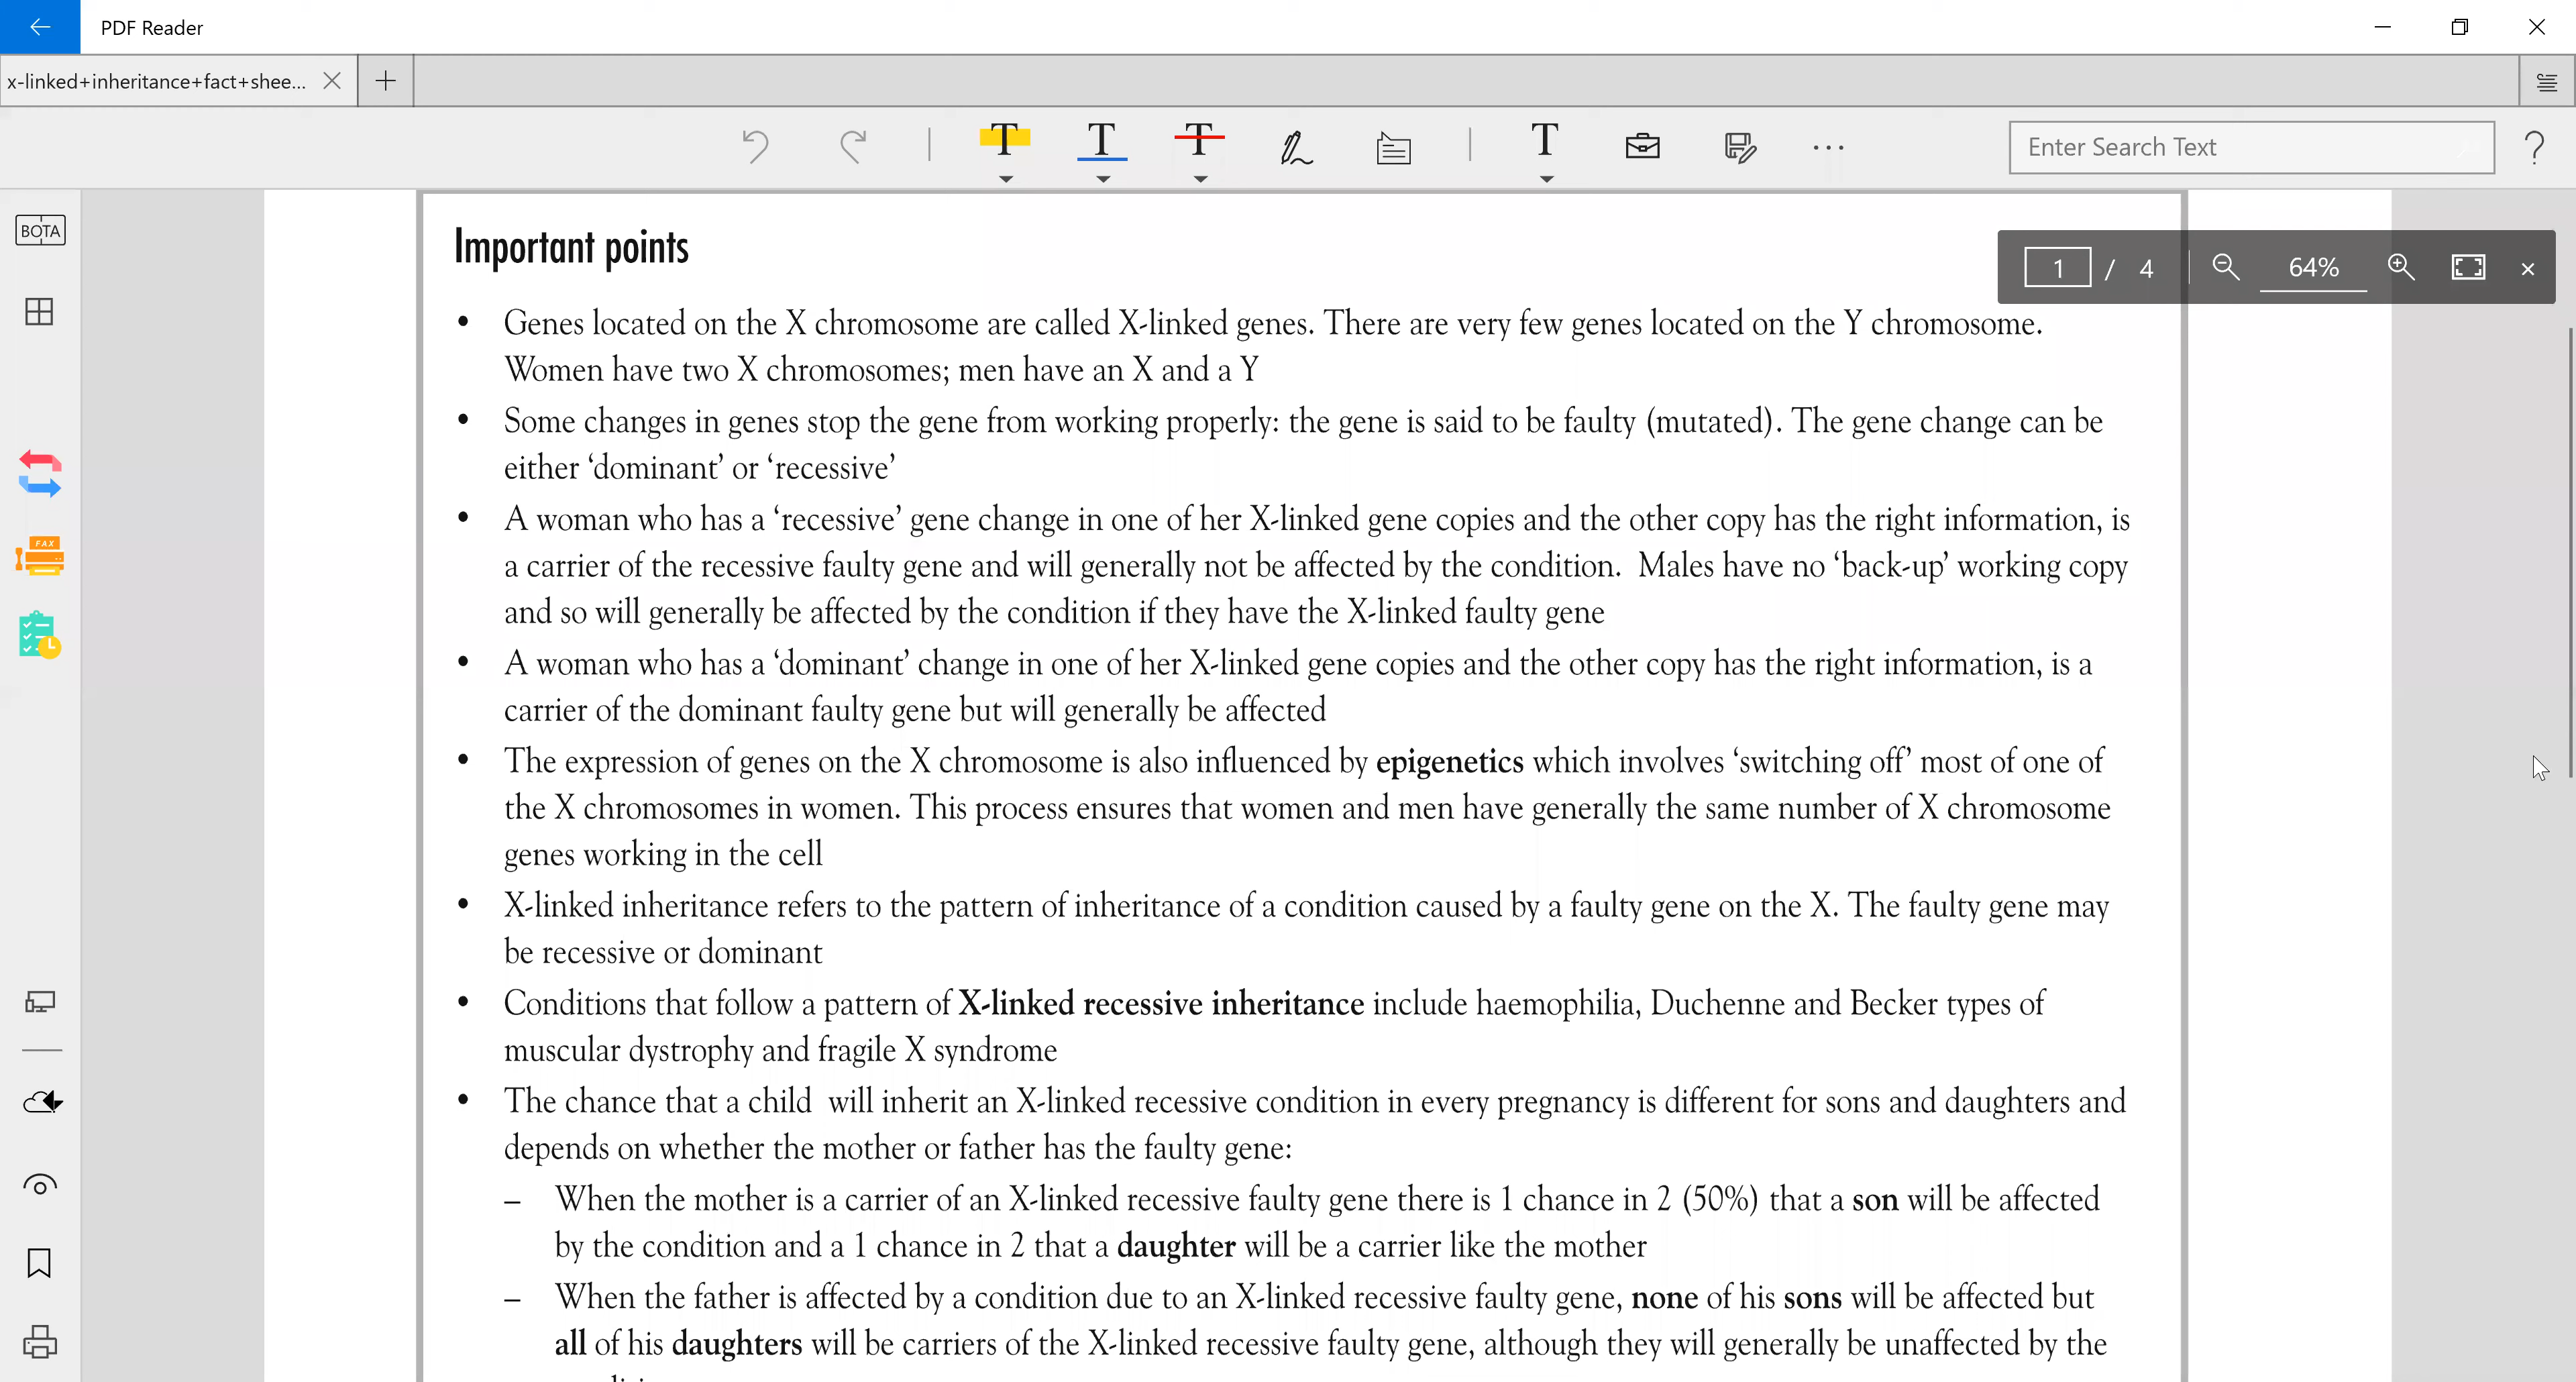 PDF Reader
x-linked+inheritance+fact+shee...
T T T T
Enter Search Text
?
BOTA
1 / 4 64%
FAX
Important points
• Genes located on the X chromosome are called X-linked genes. There are very few genes located on the Y chromosome.
Women have two X chromosomes; men have an X and a Y
• Some changes in genes stop the gene from working properly: the gene is said to be faulty (mutated). The gene change can be
either ‘dominant’ or ‘recessive’
• A woman who has a ‘recessive’ gene change in one of her X-linked gene copies and the other copy has the right information, is
a carrier of the recessive faulty gene and will generally not be affected by the condition.  Males have no ‘back-up’ working copy
and so will generally be affected by the condition if they have the X-linked faulty gene
• A woman who has a ‘dominant’ change in one of her X-linked gene copies and the other copy has the right information, is a
carrier of the dominant faulty gene but will generally be affected
• The expression of genes on the X chromosome is also influenced by epigenetics which involves ‘switching off’ most of one of
the X chromosomes in women. This process ensures that women and men have generally the same number of X chromosome
genes working in the cell
• X-linked inheritance refers to the pattern of inheritance of a condition caused by a faulty gene on the X. The faulty gene may
be recessive or dominant
• Conditions that follow a pattern of X-linked recessive inheritance include haemophilia, Duchenne and Becker types of
muscular dystrophy and fragile X syndrome
• The chance that a child  will inherit an X-linked recessive condition in every pregnancy is different for sons and daughters and
depends on whether the mother or father has the faulty gene:
– When the mother is a carrier of an X-linked recessive faulty gene there is 1 chance in 2 (50%) that a son will be affected
by the condition and a 1 chance in 2 that a daughter will be a carrier like the mother
– When the father is affected by a condition due to an X-linked recessive faulty gene, none of his sons will be affected but
all of his daughters will be carriers of the X-linked recessive faulty gene, although they will generally be unaffected by the